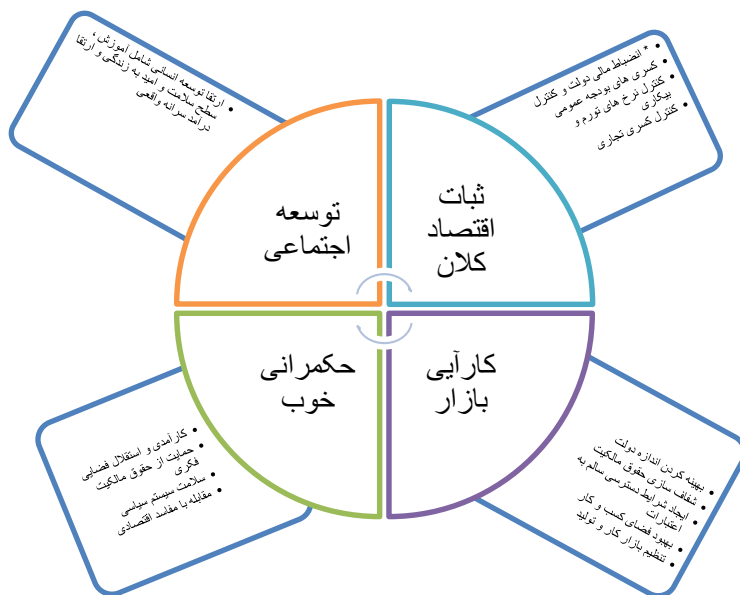 * انضباط مالی دولت و کنترل
کسری های بودجه عمومی
کنترل نرخ های تورم و
بیکاری
کنترل کسری تجاری
ارتقا توسعه انسانی شامل اموزش ،
سطح سلامت و امید به زندگی و ارتقا
درامد سرانه واقعی
ثبات
اقتصاد
کلان
توسعه
اجتماعی
کارآیی
بازار
حکمرانی
خوب
بهینه کردن اندازه دولت
شفاف سازی حقوق مالکیت
ایجاد شرایط دسترسی سالم به
اعتبارات
بهبود فضای کسب و کار
تنظیم بازار کار و تولید
کارآمدی و استقلال قضایی
حمایت از حقوق مالکیت
فکری
سلامت سیستم سیاسی
مقابله با مفاسد اقتصادی